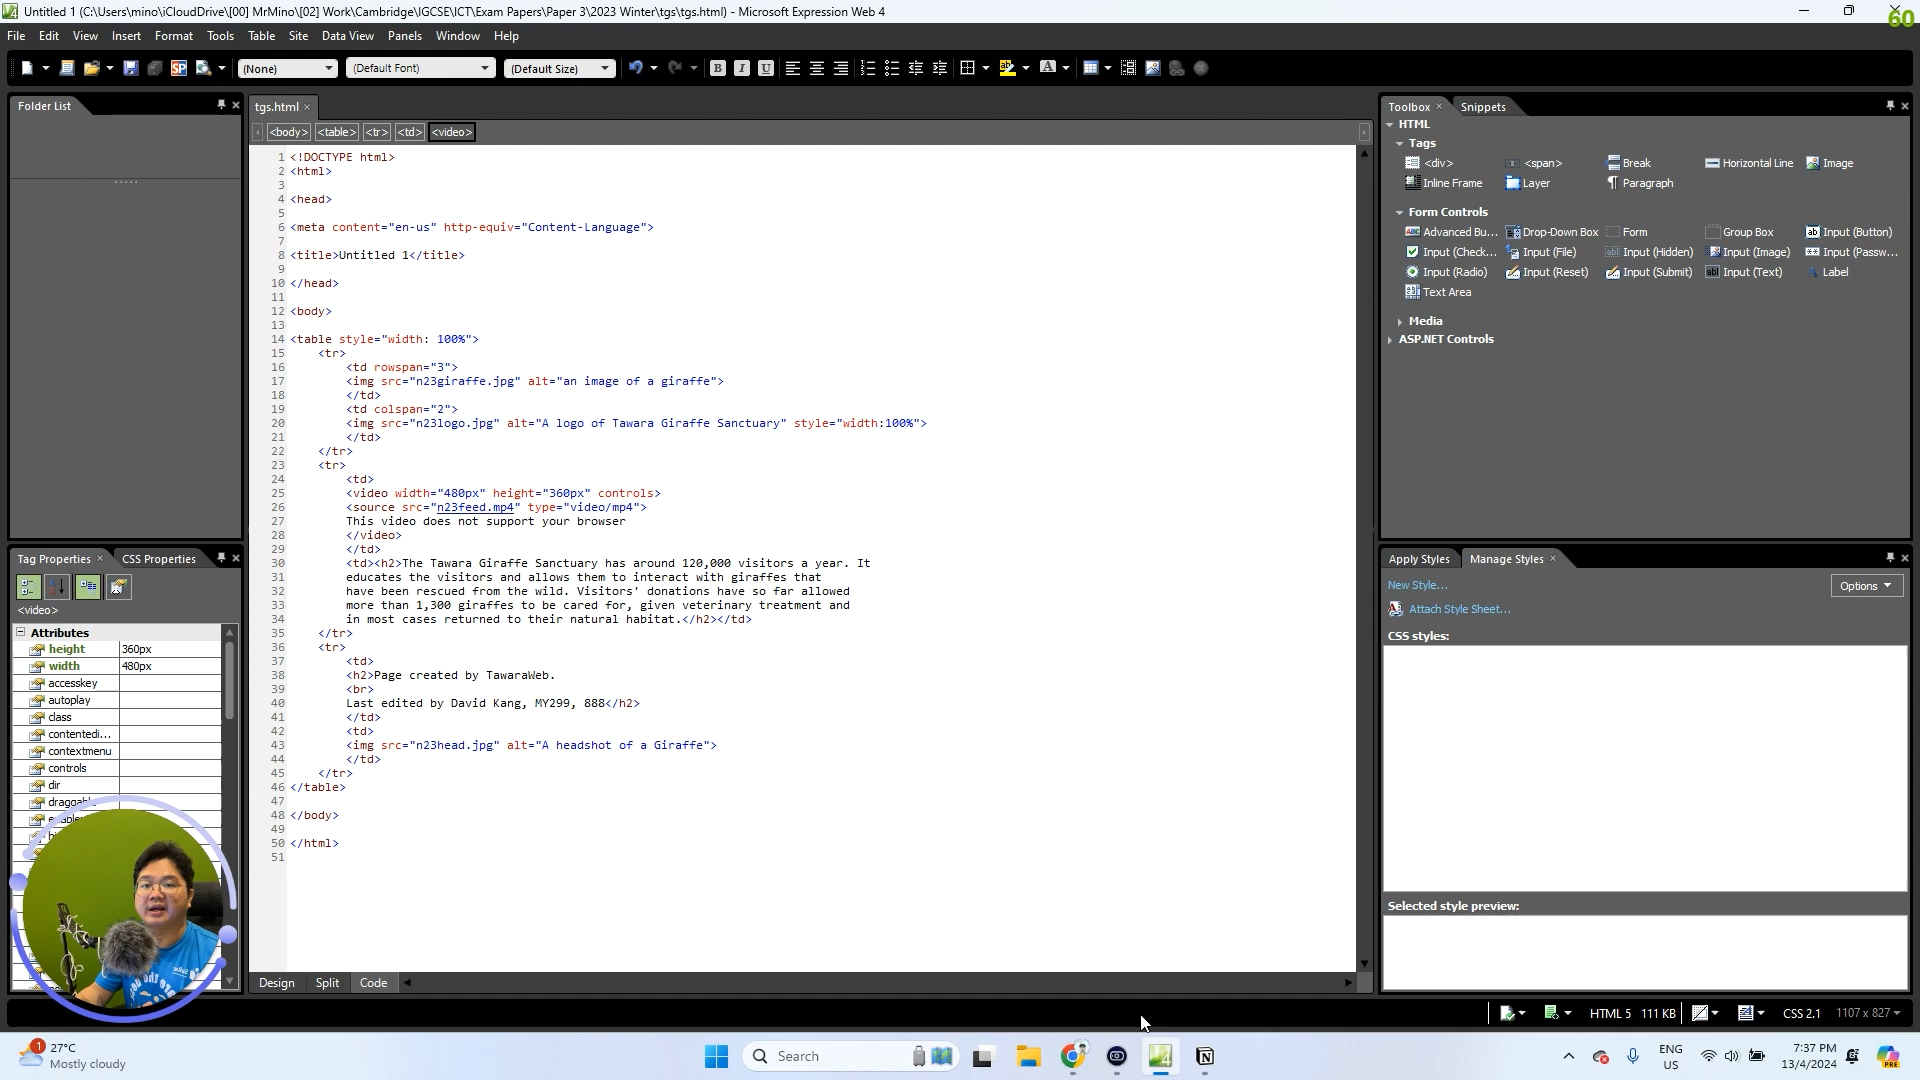 Untitled 1 (C:\Users\mino\iCloudDrive\[00] MrMino\[02] Work\Cambridge\IGCSE\ICT\Exam Papers\Paper 3\2023 Winter\tgs\tgs.html) - Microsoft Expression Web 4
60
File Edit View Insert Format Tools Table Site Data View Panels Window Help
(None) (Default Font) (Default Size)
Folder List
tgs.html
<body> <table> <tr> <td> <video>
1 <!DOCTYPE html>
2 <html>
3
4 <head>
5
6 <meta content="en-us" http-equiv="Content-Language">
7
8 <title>Untitled 1</title>
9
10 </head>
11
12 <body>
13
14 <table style="width: 100%">
15 <tr>
16 <td rowspan="3">
17 <img src="n23giraffe.jpg" alt="an image of a giraffe">
18 </td>
19 <td colspan="2">
20 <img src="n23logo.jpg" alt="A logo of Tawara Giraffe Sanctuary" style="width:100%">
21 </td>
22 </tr>
23 <tr>
24 <td>
25 <video width="480px" height="360px" controls>
26 <source src="n23feed.mp4" type="video/mp4">
27 This video does not support your browser
28 </video>
29 </td>
30 <td><h2>The Tawara Giraffe Sanctuary has around 120,000 visitors a year. It
31 educates the visitors and allows them to interact with giraffes that
32 have been rescued from the wild. Visitors' donations have so far allowed
33 more than 1,300 giraffes to be cared for, given veterinary treatment and
34 in most cases returned to their natural habitat.</h2></td>
35 </tr>
36 <tr>
37 <td>
38 <h2>Page created by TawaraWeb.
39 <br>
40 Last edited by David Kang, MY299, 888</h2>
41 </td>
42 <td>
43 <img src="n23head.jpg" alt="A headshot of a Giraffe">
44 </td>
45 </tr>
46 </table>
47
48 </body>
49
50 </html>
51
Design Split Code
Tag Properties CSS Properties
<video>
Attributes
height 360px
width 480px
accesskey
autoplay
class
contentedi...
contextmenu
controls
dir
Toolbox Snippets
HTML
Tags
<div> <span> Break Horizontal Line Image
Inline Frame Layer Paragraph
Form Controls
Advanced Bu... Drop-Down Box Form Group Box Input (Button)
Input (Check... Input (File) Input (Hidden) Input (Image) Input (Passw...
Input (Radio) Input (Reset) Input (Submit) Input (Text) Label
Text Area
Media
ASP.NET Controls
Apply Styles Manage Styles
New Style... Options
Attach Style Sheet...
CSS styles:
Selected style preview:
HTML 5 111 KB CSS 2.1 1107 x 827
1 27°C
Mostly cloudy
Search
ENG
US
7:37 PM
13/4/2024
PRE